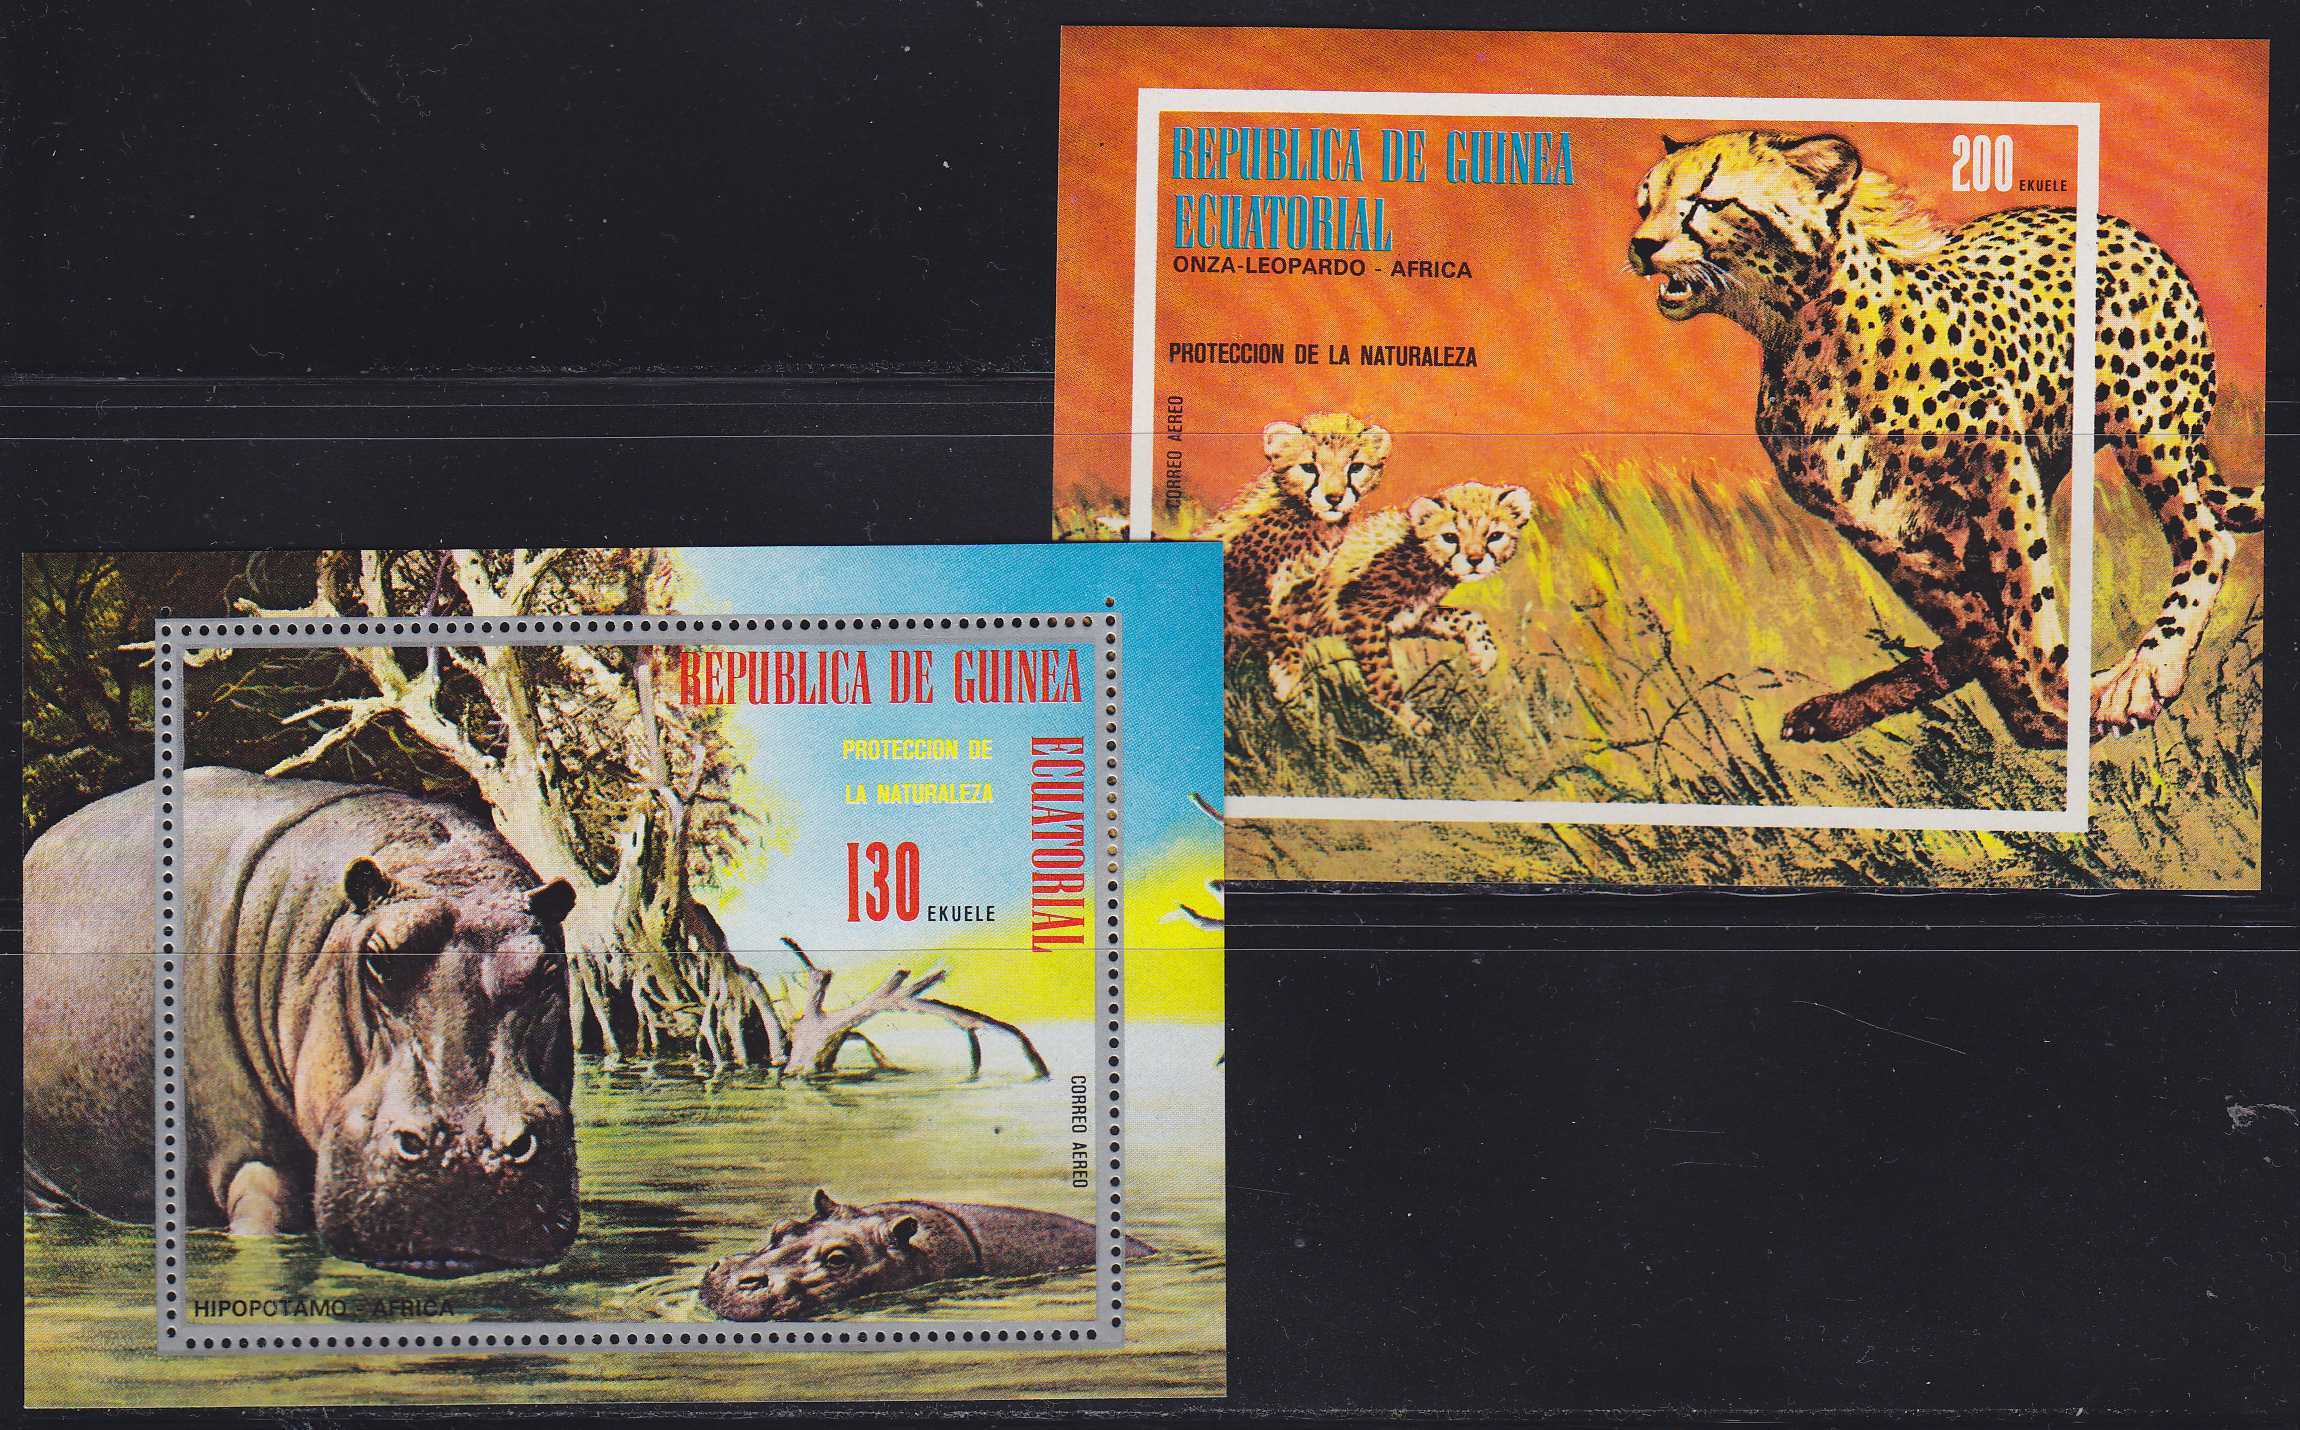 REPUBLICA DE GUINEA
ECUATORIAL
ONZA-LEOPARDO - AFRICA
PROTECCION DE LA NATURALEZA
CORREO AEREO
200 EKUELE
REPUBLICA DE GUINEA
ECUATORIAL
PROTECCION DE
LA NATURALEZA
130 EKUELE
CORREO AEREO
HIPOPOTAMO - AFRICA